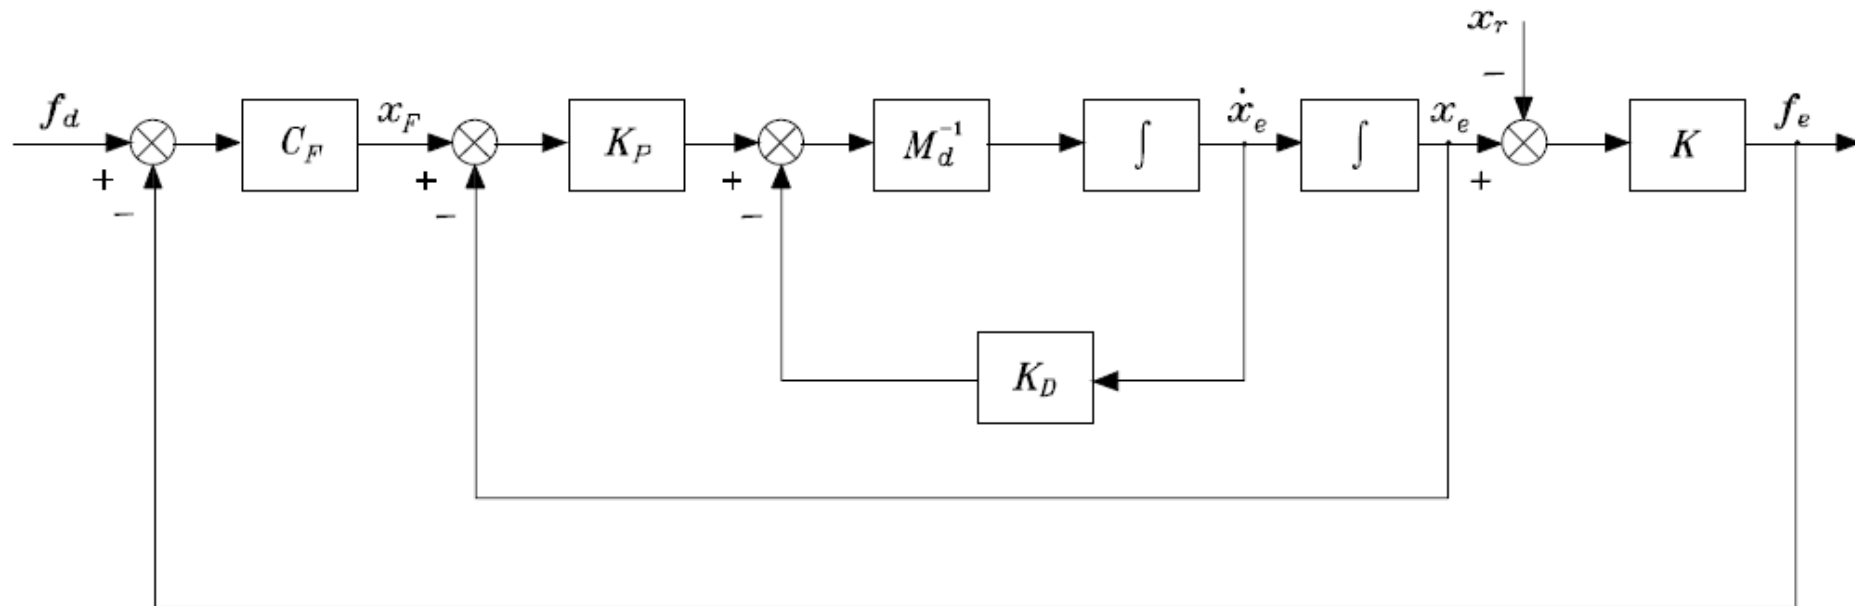 x_r
−
f_d C_F x_F K_P M_d^{-1} ∫ ẋ_e ∫ x_e K f_e
+ + + +
− − −
K_D